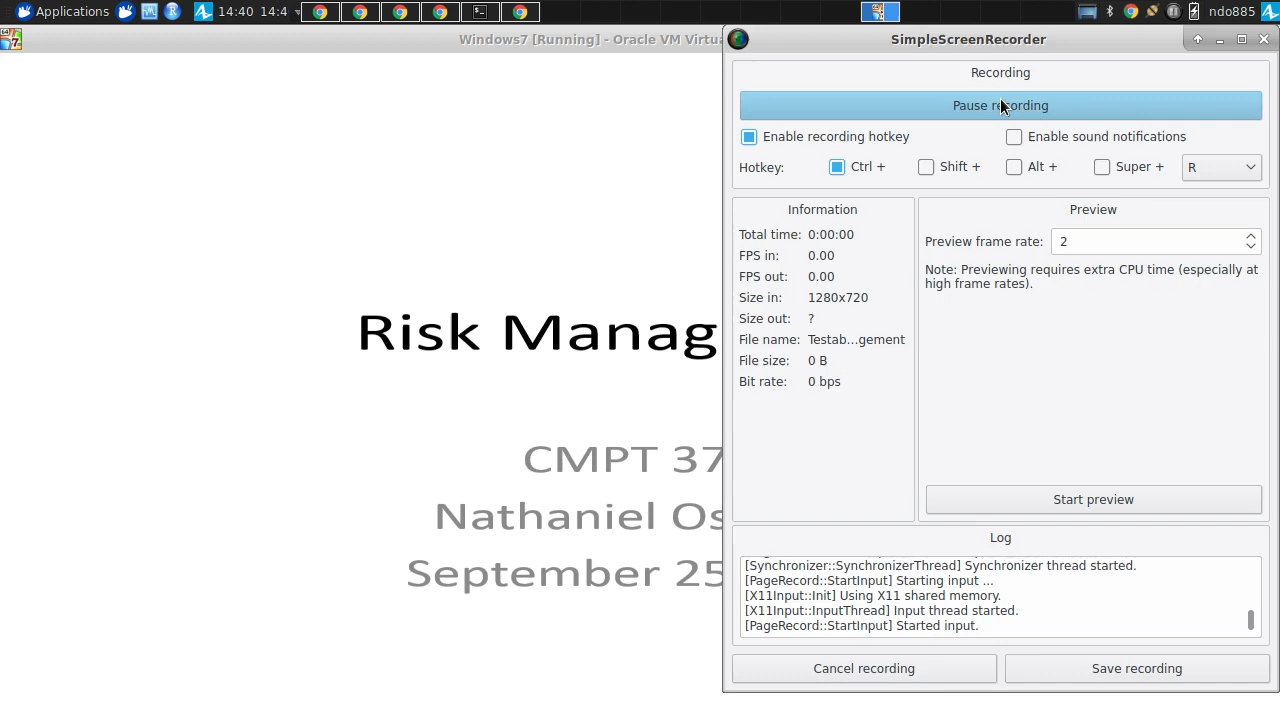 Applications 14:40 14:4 ndo885
Windows7 [Running] - Oracle VM Virtu
SimpleScreenRecorder
Recording
Pause recording
Enable recording hotkey Enable sound notifications
Hotkey: Ctrl + Shift + Alt + Super + R
Information
Total time: 0:00:00
FPS in: 0.00
FPS out: 0.00
Size in: 1280x720
Size out: ?
File name: Testab...gement
File size: 0 B
Bit rate: 0 bps
Preview
Preview frame rate: 2
Note: Previewing requires extra CPU time (especially at
high frame rates).
Start preview
Risk Manag
CMPT 37
Nathaniel Os
September 25
Log
[Synchronizer::SynchronizerThread] Synchronizer thread started.
[PageRecord::StartInput] Starting input ...
[X11Input::Init] Using X11 shared memory.
[X11Input::InputThread] Input thread started.
[PageRecord::StartInput] Started input.
Cancel recording Save recording